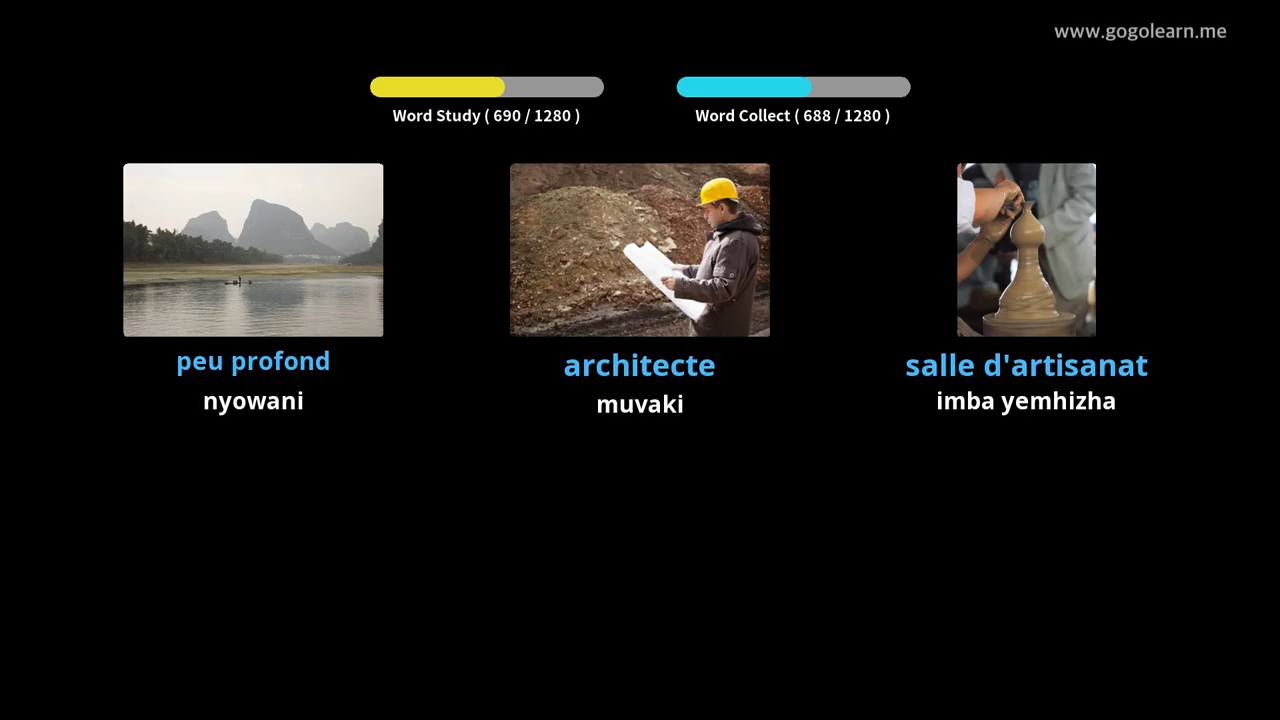 www.gogolearn.me
Word Study ( 690 / 1280 )
Word Collect ( 688 / 1280 )
peu profond
nyowani
architecte
muvaki
salle d'artisanat
imba yemhizha